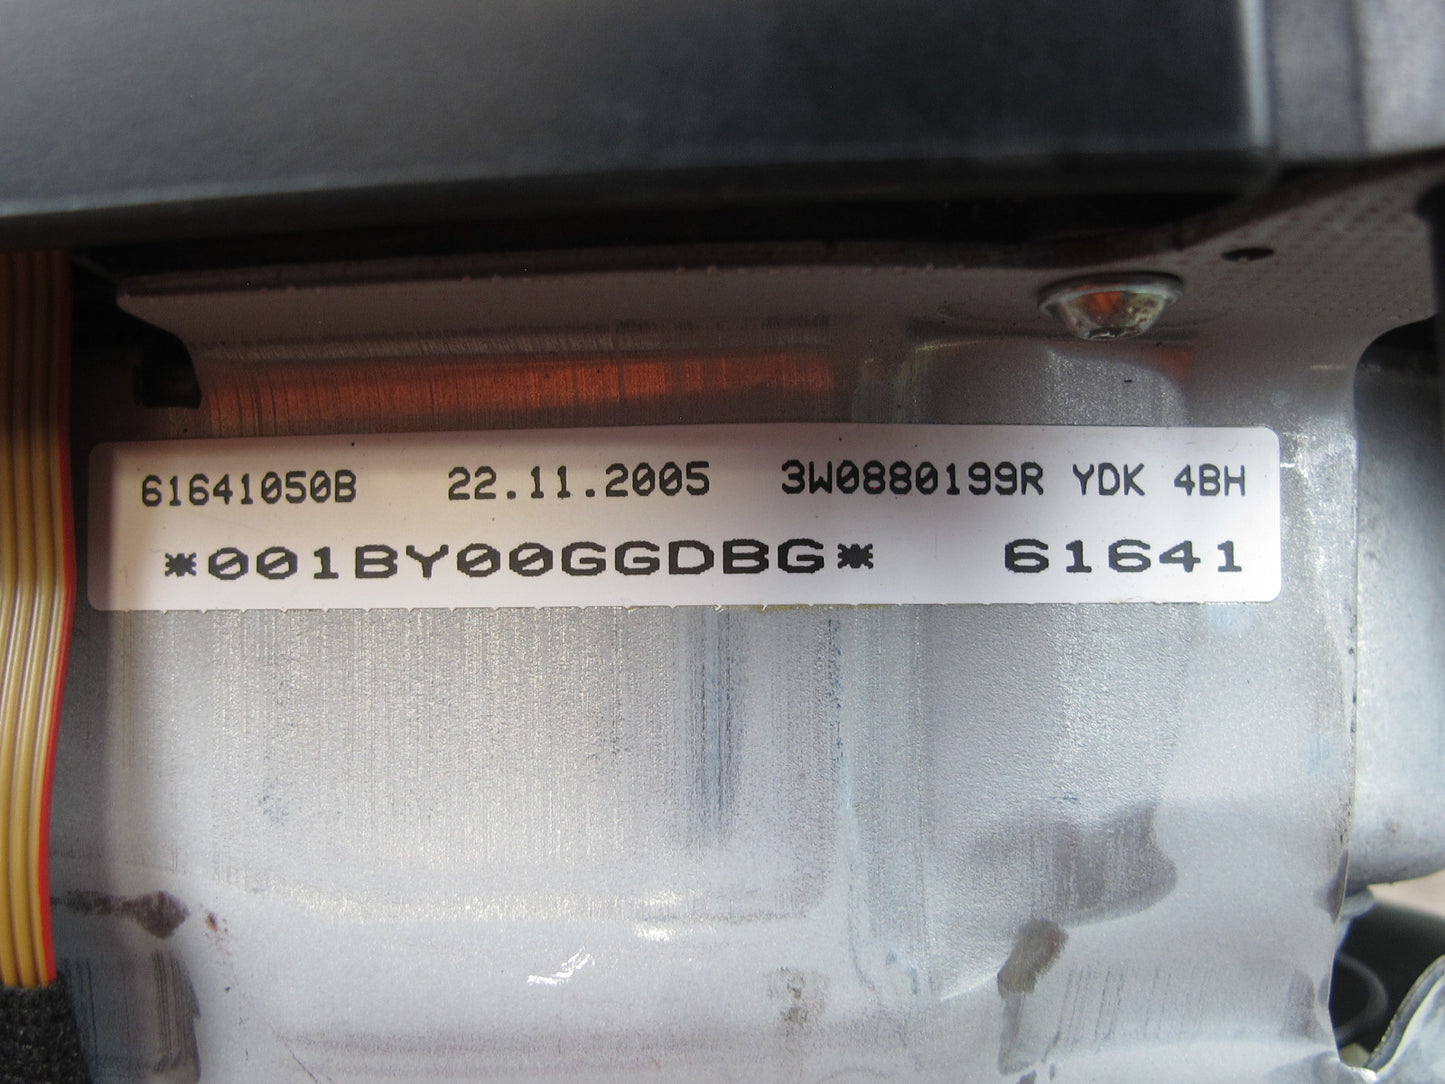 61641050B 22.11.2005 3W0880199R YDK 4BH
*001BY00GGDBG* 61641